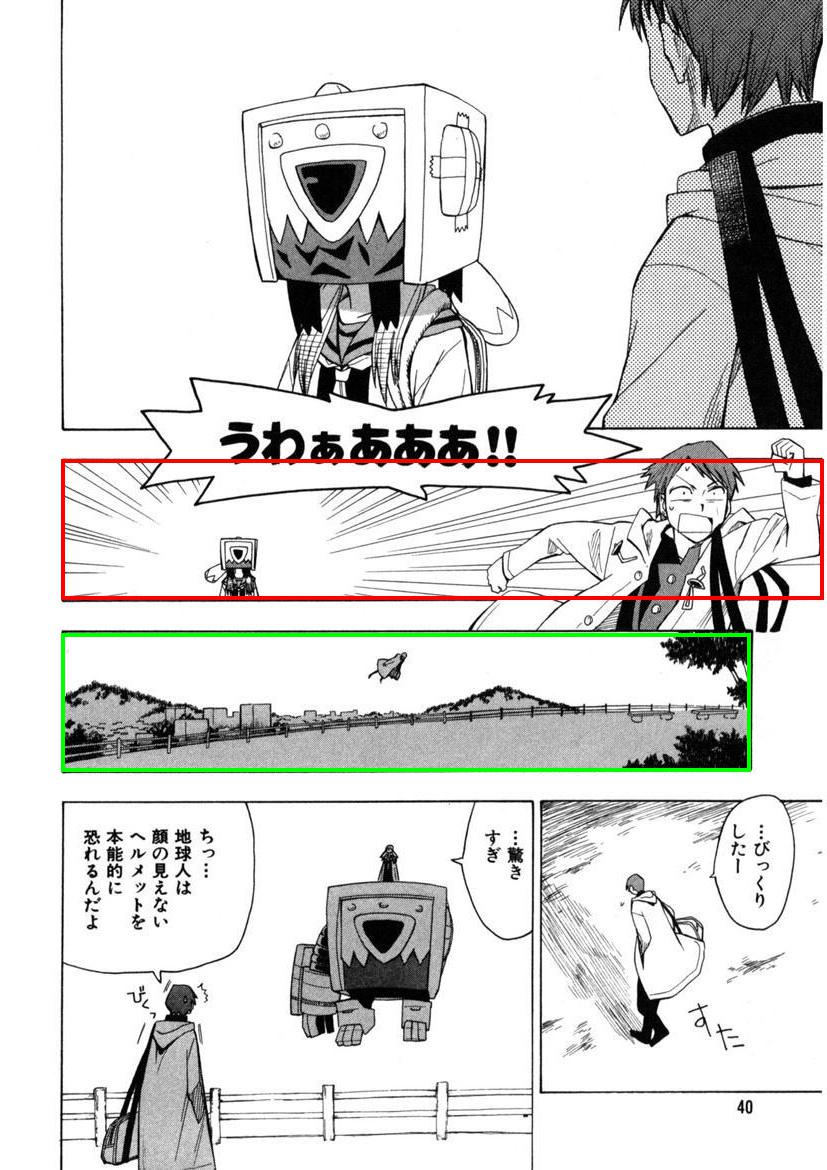 うわぁあああ!!
…びっくり
したー
すた
…驚き
すぎ
ちっ…
地球人は
顔の見えない
ヘルメットを
本能的に
恐れるんだよ
びくっ
40